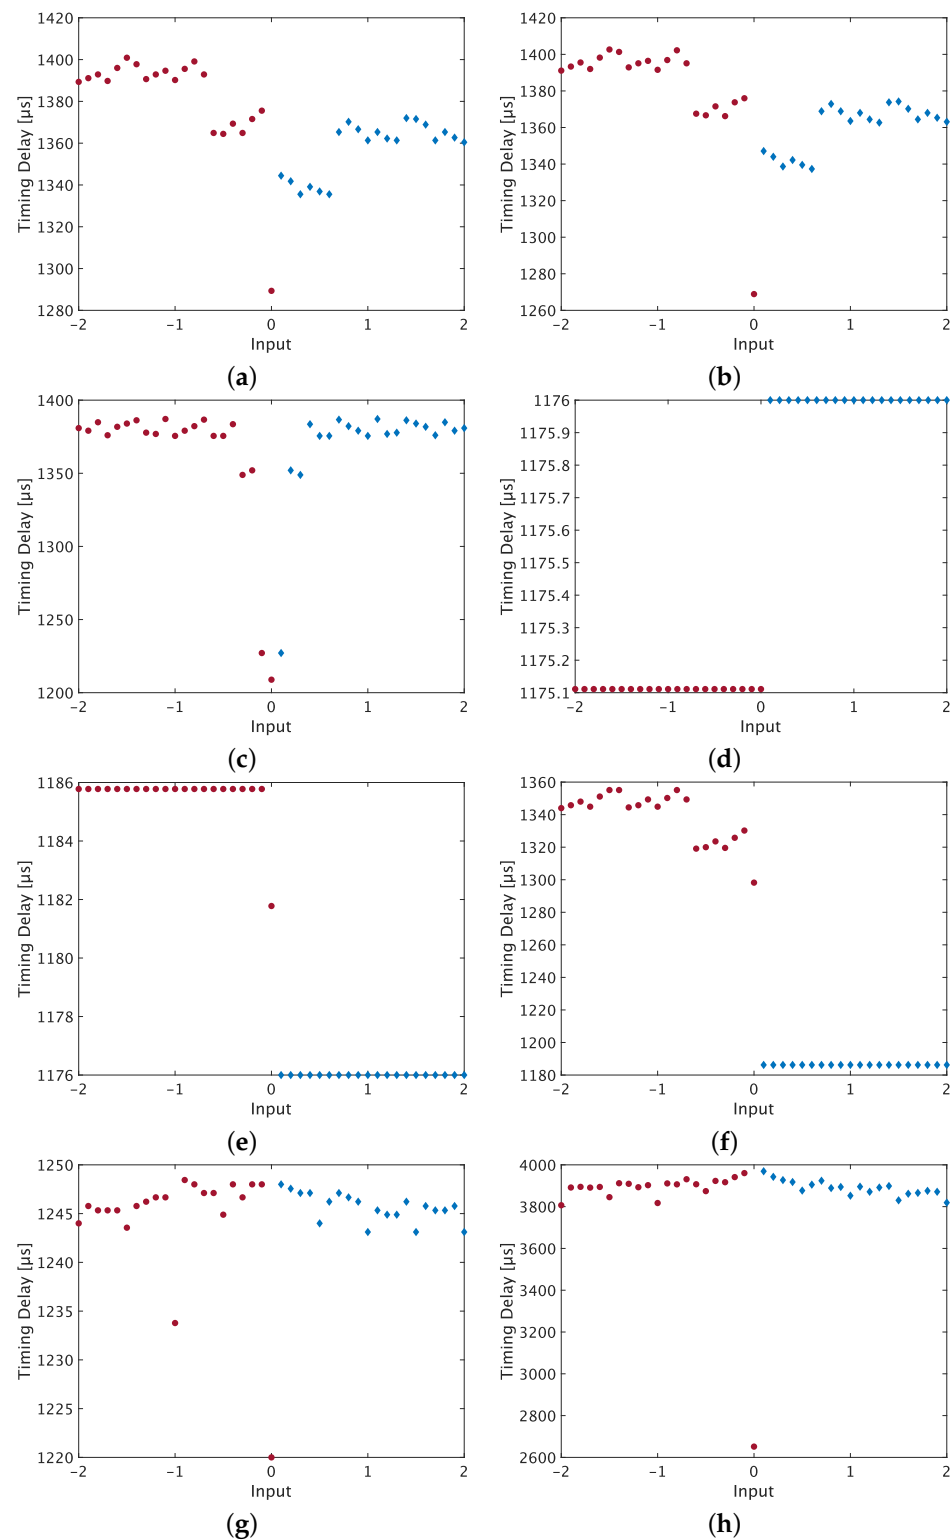 1420
1400
1380
1360
1340
1320
1300
1280
Timing Delay [µs]
−2 −1 0 1 2
Input
(a)
1420
1400
1380
1360
1340
1320
1300
1280
1260
Timing Delay [µs]
−2 −1 0 1 2
Input
(b)
1400
1350
1300
1250
1200
Timing Delay [µs]
−2 −1 0 1 2
Input
(c)
1176
1175.9
1175.8
1175.7
1175.6
1175.5
1175.4
1175.3
1175.2
1175.1
Timing Delay [µs]
−2 −1 0 1 2
Input
(d)
1186
1184
1182
1180
1178
1176
Timing Delay [µs]
−2 −1 0 1 2
Input
(e)
1360
1340
1320
1300
1280
1260
1240
1220
1200
1180
Timing Delay [µs]
−2 −1 0 1 2
Input
(f)
1250
1245
1240
1235
1230
1225
1220
Timing Delay [µs]
−2 −1 0 1 2
Input
(g)
4000
3800
3600
3400
3200
3000
2800
2600
Timing Delay [µs]
−2 −1 0 1 2
Input
(h)